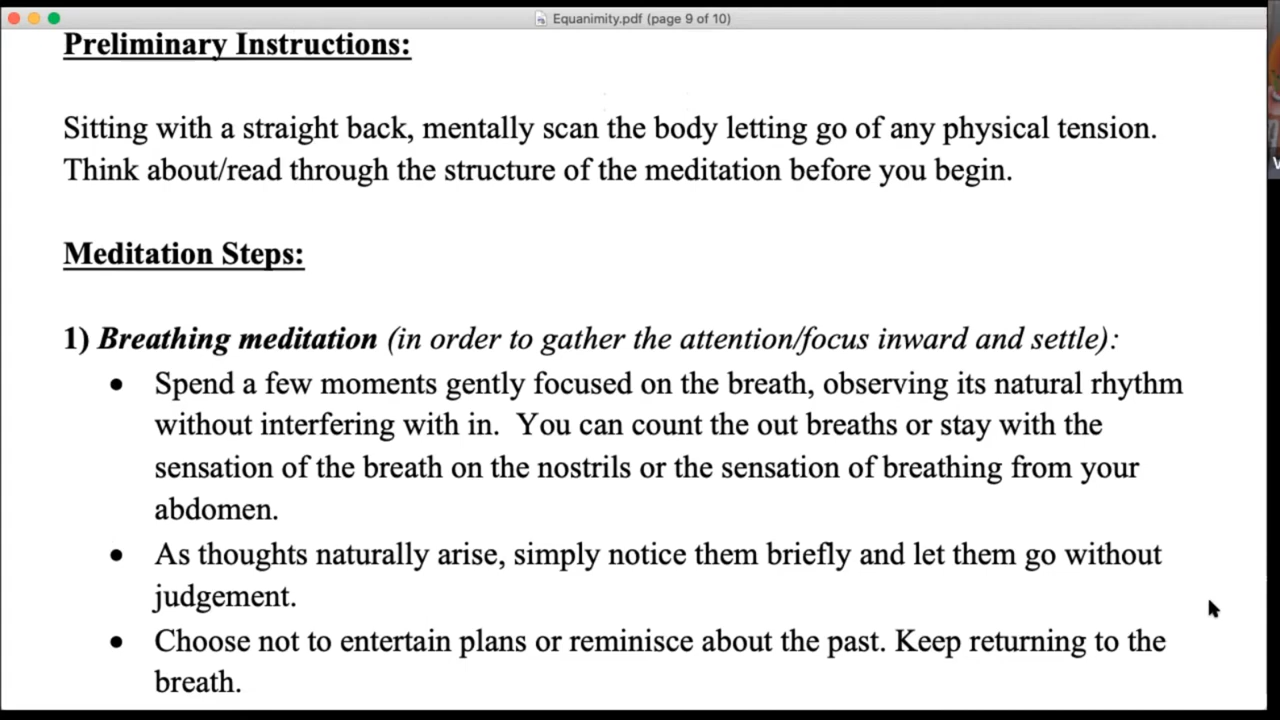 Equanimity.pdf (page 9 of 10)
Preliminary Instructions:
Sitting with a straight back, mentally scan the body letting go of any physical tension.
Think about/read through the structure of the meditation before you begin.
Meditation Steps:
1) Breathing meditation (in order to gather the attention/focus inward and settle):
• Spend a few moments gently focused on the breath, observing its natural rhythm
without interfering with in.  You can count the out breaths or stay with the
sensation of the breath on the nostrils or the sensation of breathing from your
abdomen.
• As thoughts naturally arise, simply notice them briefly and let them go without
judgement.
• Choose not to entertain plans or reminisce about the past. Keep returning to the
breath.